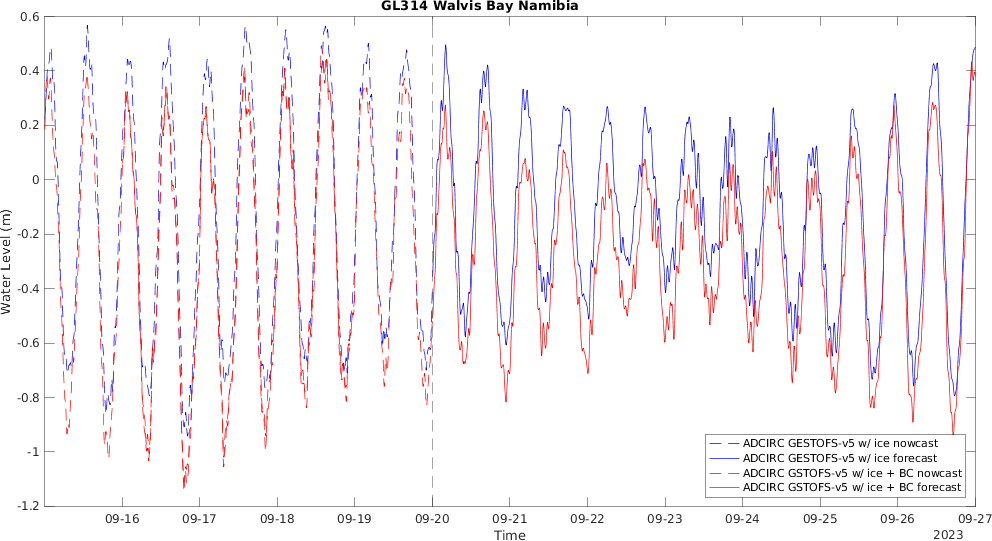 GL314 Walvis Bay Namibia
0.6
0.4
0.2
0
-0.2
-0.4
-0.6
-0.8
-1
-1.2
Water Level (m)
ADCIRC GESTOFS-v5 w/ ice nowcast
ADCIRC GESTOFS-v5 w/ ice forecast
ADCIRC GSTOFS-v5 w/ ice + BC nowcast
ADCIRC GSTOFS-v5 w/ ice + BC forecast
09-16 09-17 09-18 09-19 09-20 09-21 09-22 09-23 09-24 09-25 09-26 09-27
Time
2023